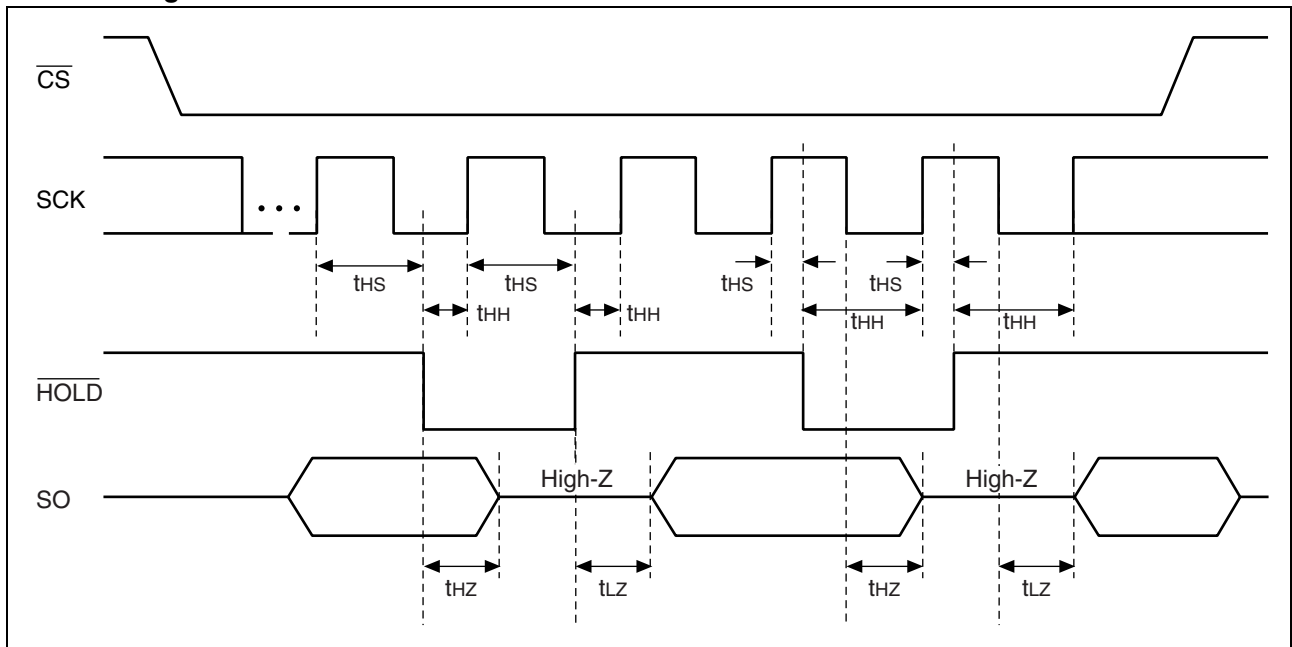 CS
SCK
...
tHS tHS tHS tHS
tHH tHH tHH tHH
HOLD
High-Z High-Z
SO
tHZ tLZ tHZ tLZ